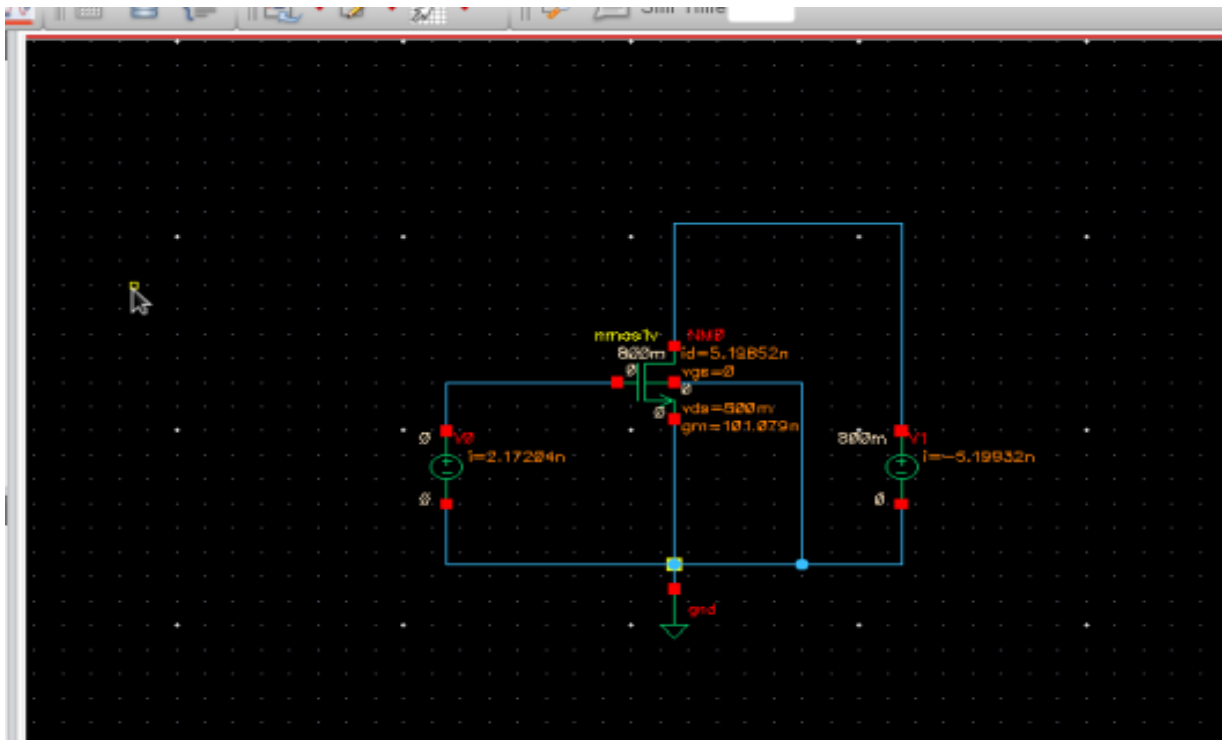 Sim Time
nmos1v NM0
800m id=5.19852n
0 vgs=0
0
0 vds=800m
gm=101.079n
0 V0
i=2.17204n
0
800m V1
i=-5.19932n
0
gnd